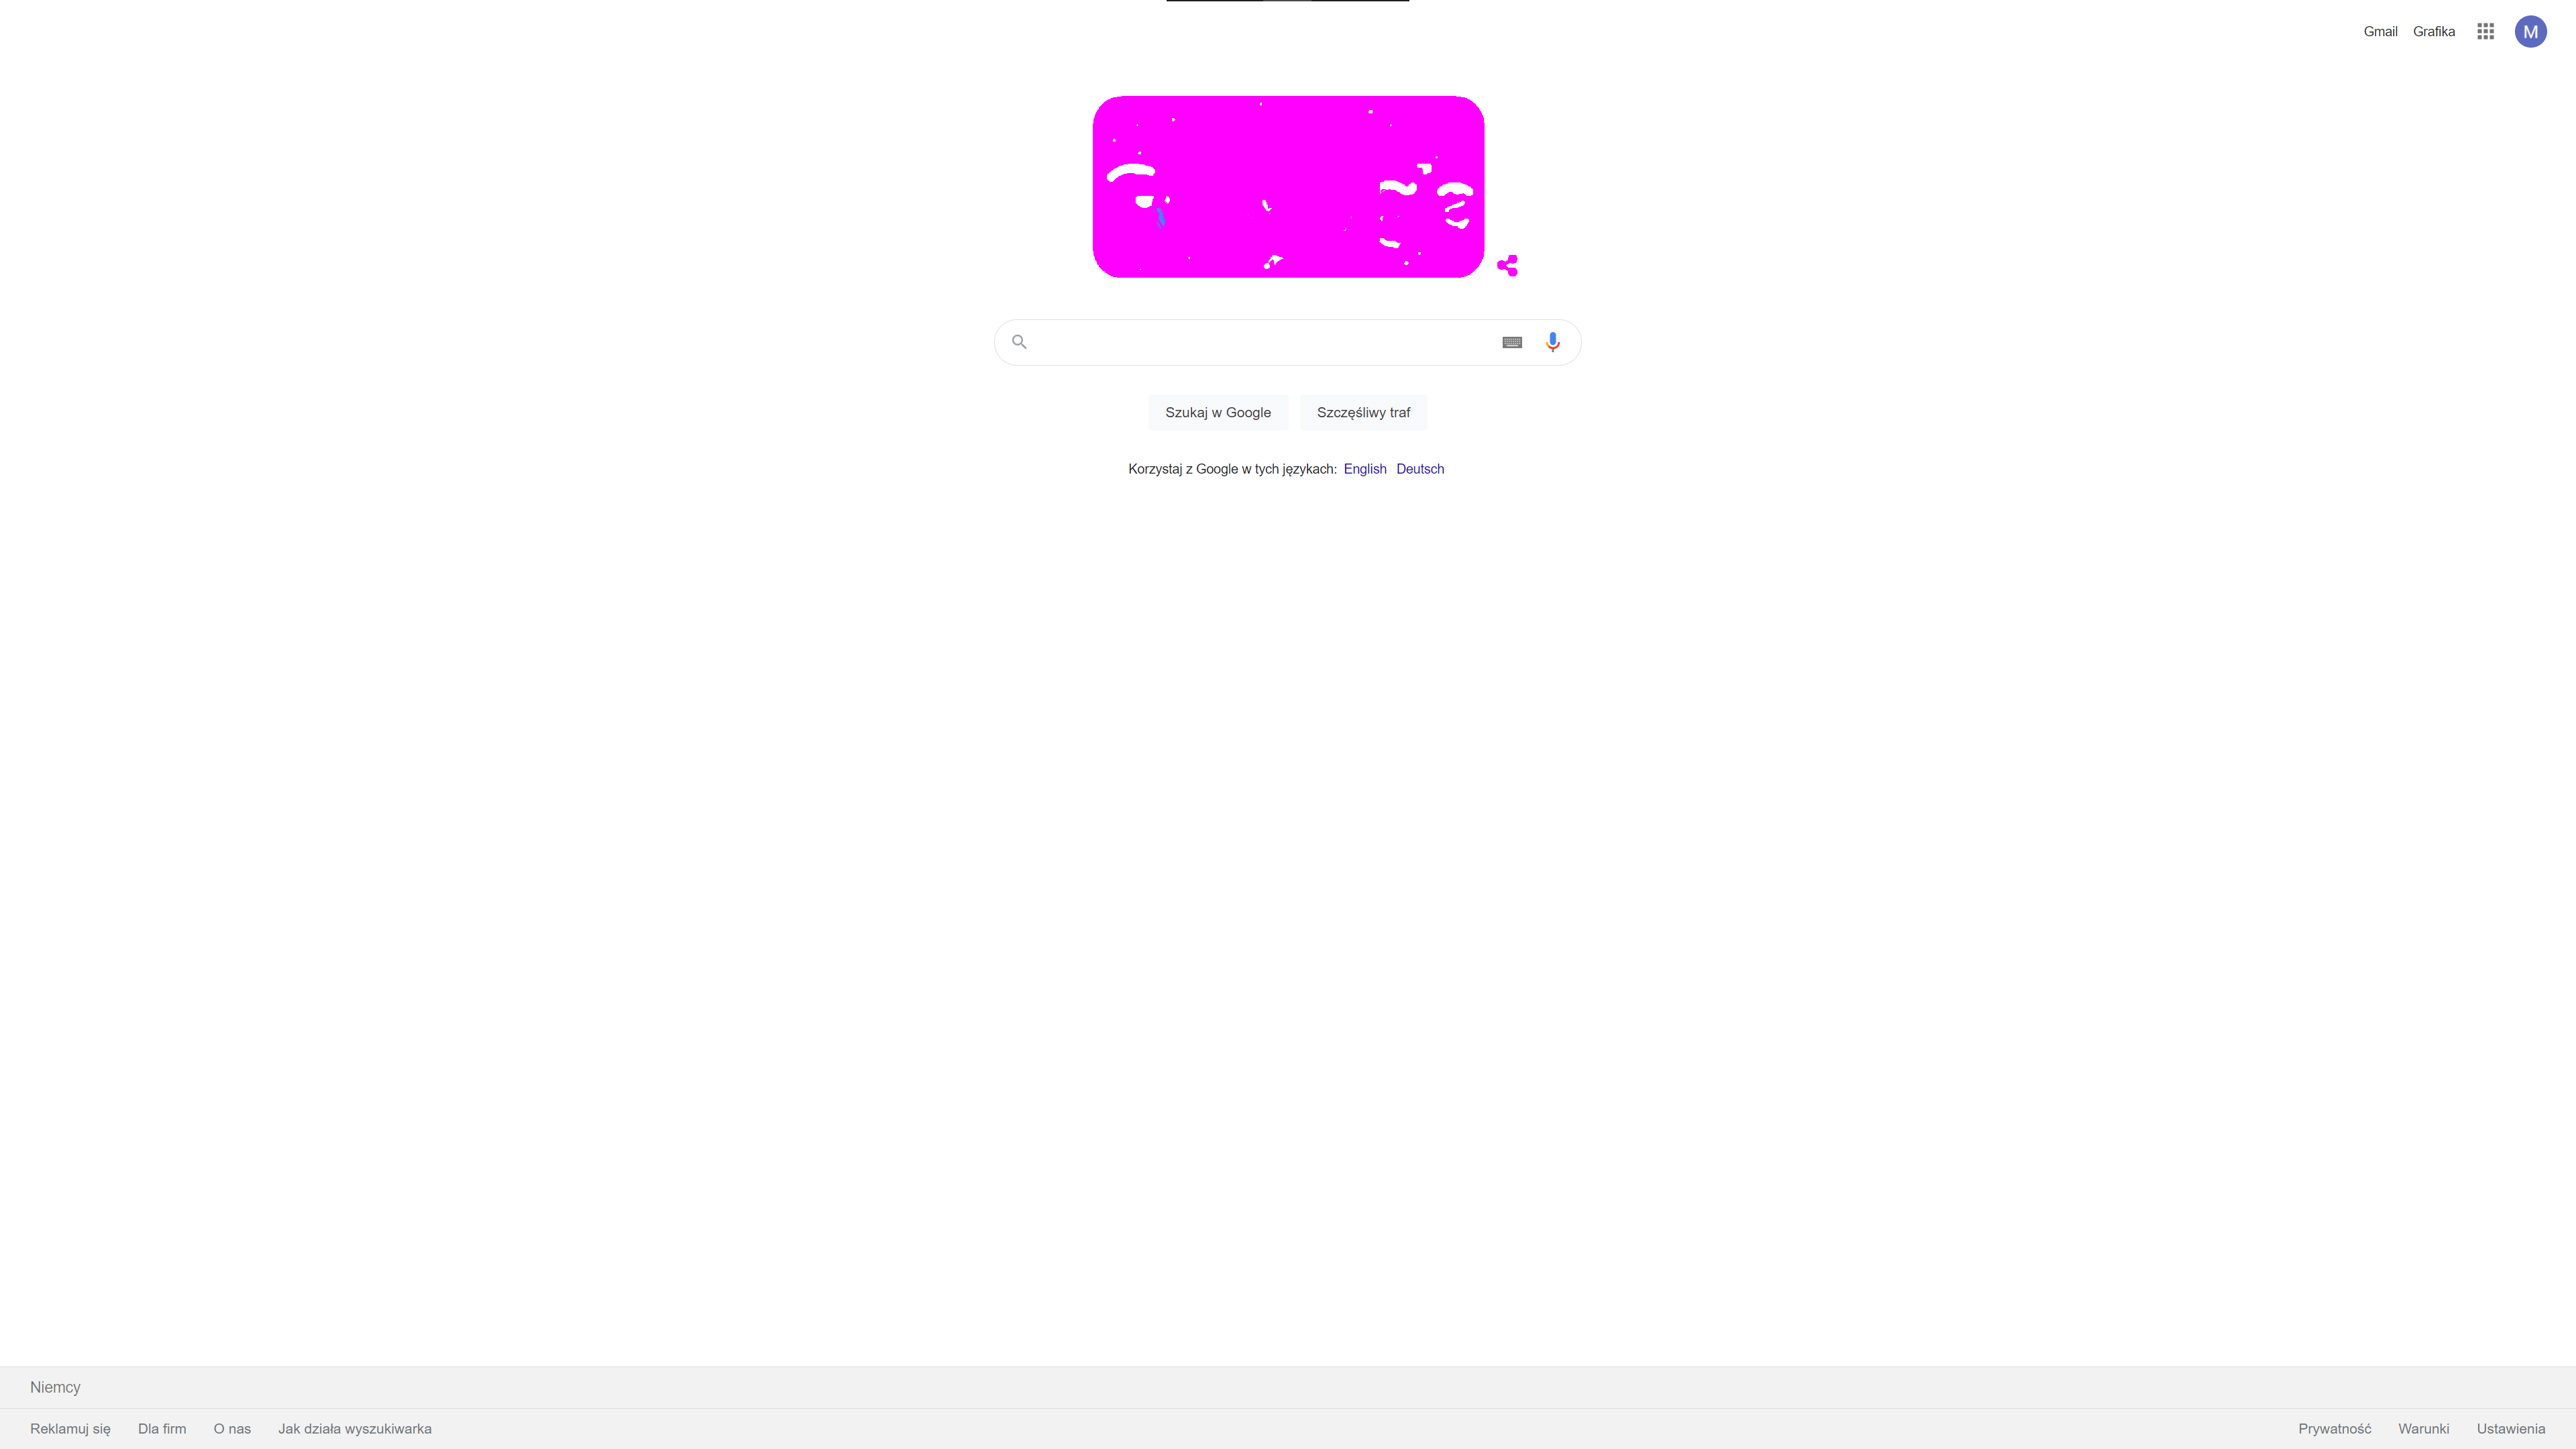 Gmail Grafika M
Szukaj w Google Szczęśliwy traf
Korzystaj z Google w tych językach: English Deutsch
Niemcy
Reklamuj się Dla firm O nas Jak działa wyszukiwarka Prywatność Warunki Ustawienia